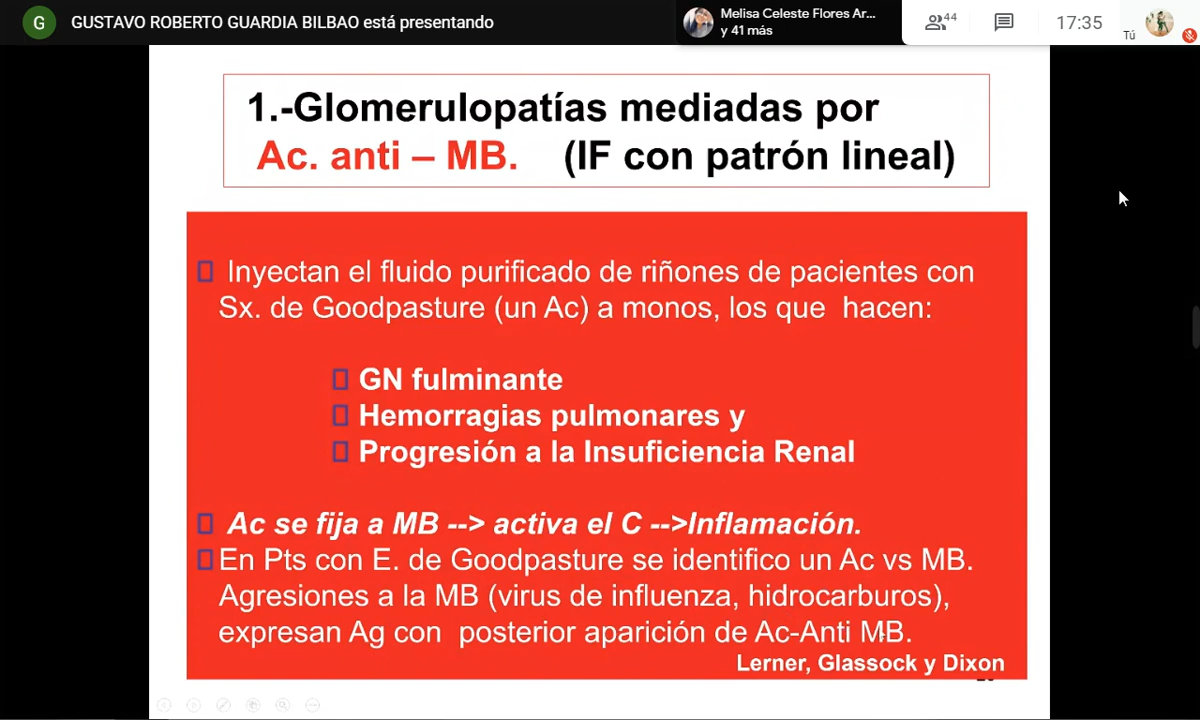 G GUSTAVO ROBERTO GUARDIA BILBAO está presentando
Melisa Celeste Flores Ar...
y 41 más
44
17:35
Tú
1.-Glomerulopatías mediadas por
Ac. anti – MB. (IF con patrón lineal)
Inyectan el fluido purificado de riñones de pacientes con
Sx. de Goodpasture (un Ac) a monos, los que hacen:
GN fulminante
Hemorragias pulmonares y
Progresión a la Insuficiencia Renal
Ac se fija a MB --> activa el C -->Inflamación.
En Pts con E. de Goodpasture se identifico un Ac vs MB.
Agresiones a la MB (virus de influenza, hidrocarburos),
expresan Ag con posterior aparición de Ac-Anti MB.
Lerner, Glassock y Dixon